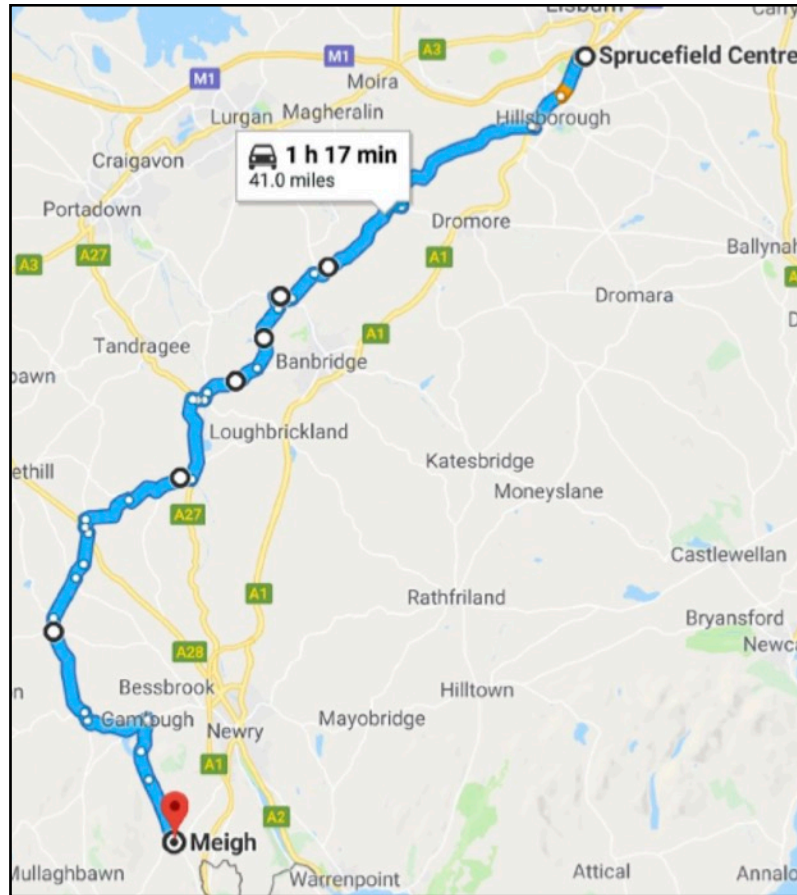 Lisburn
Carry
Sprucefield Centre
A3
M1
M1
Moira
Lurgan
Magheralin
Hillsborough
1 h 17 min
41.0 miles
Craigavon
Portadown
Dromore
A3
A27
A1
Ballynah
A
Dromara
D
A1
Tandragee
bawn
Banbridge
Loughbrickland
ethill
Katesbridge
Moneyslane
A27
Castlewellan
A1
Rathfriland
Bryansford
Newca
A28
Bessbrook
Hilltown
n
Camlough
Newry
Mayobridge
A1
A2
Meigh
Mullaghbawn
Warrenpoint
Attical
Annalo